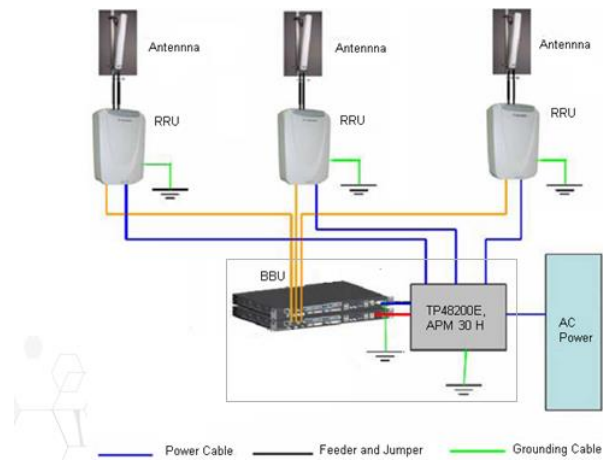 Antennna
Antennna
Antennna
RRU
RRU
RRU
BBU
TP48200E,
APM 30 H
AC
Power
Power Cable
Feeder and Jumper
Grounding Cable